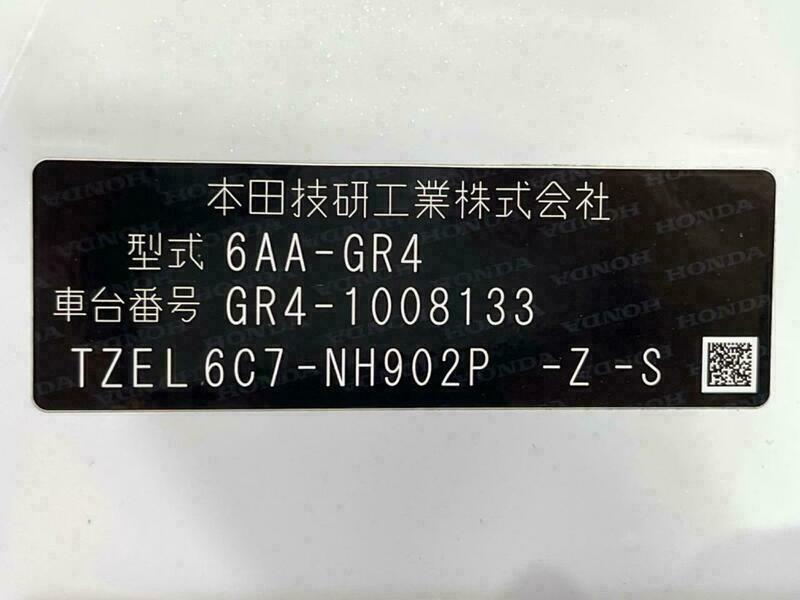 本田技研工業株式会社
型式 6AA-GR4
車台番号 GR4-1008133
TZEL 6C7-NH902P -Z -S